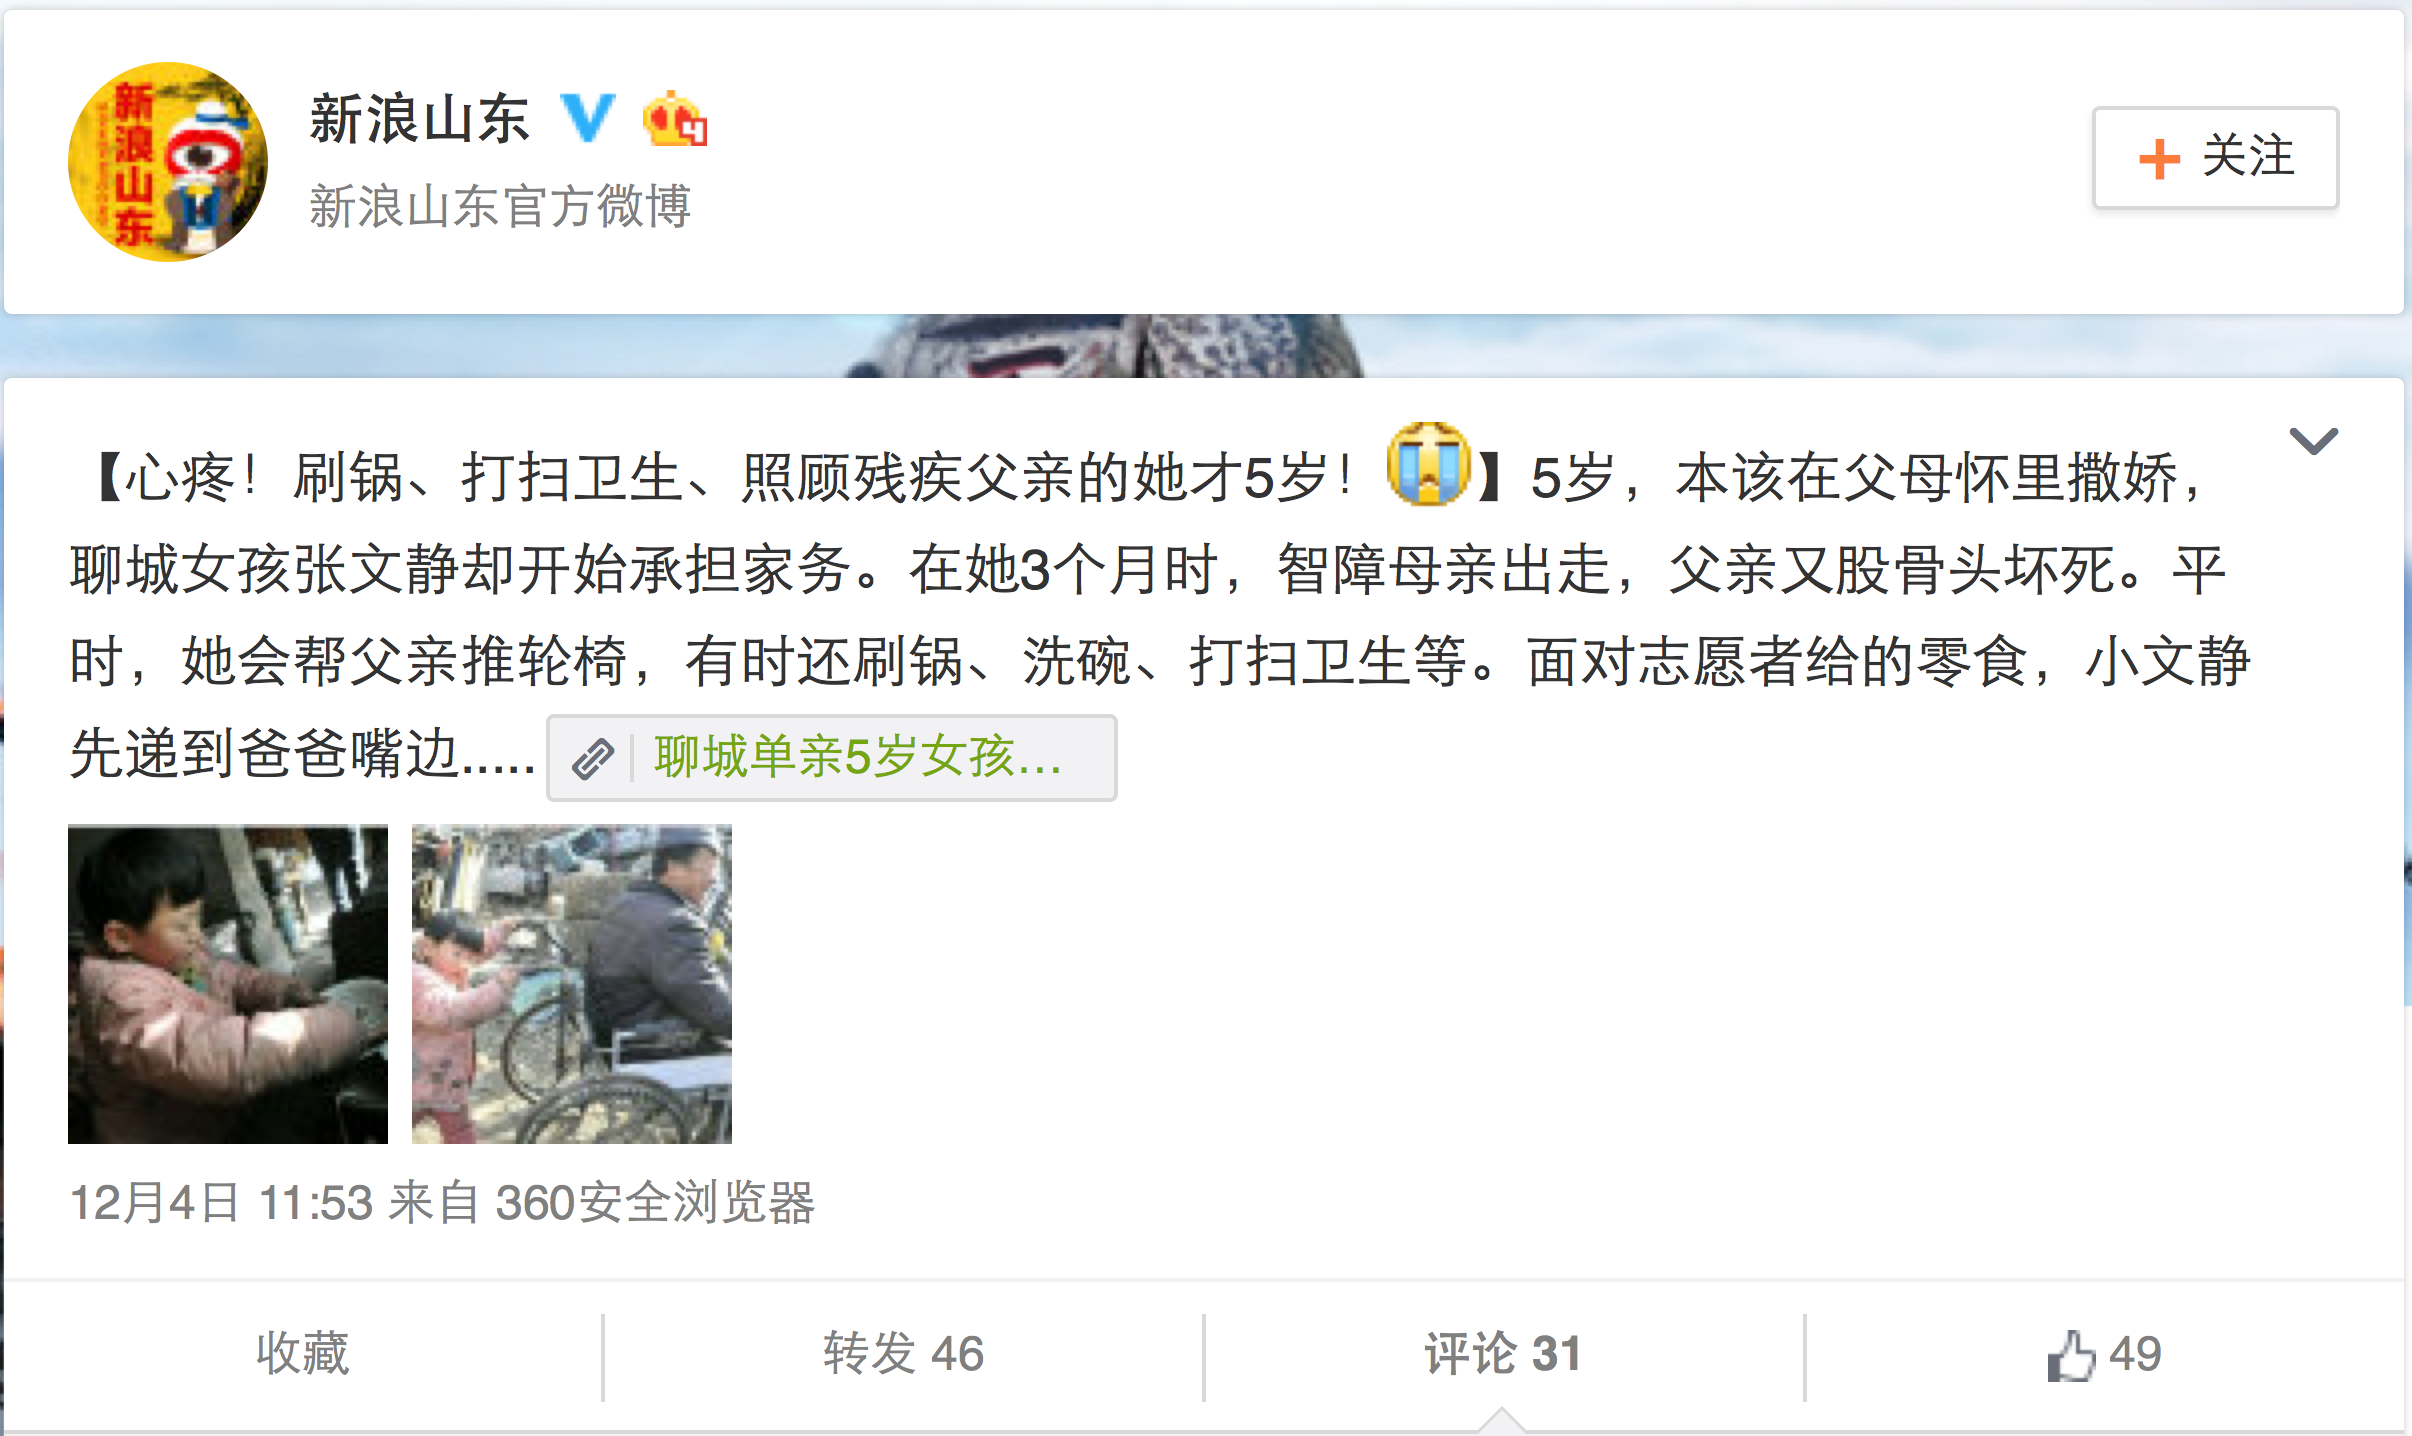 新浪山东
新浪山东
新浪山东官方微博
关注
【心疼！刷锅、打扫卫生、照顾残疾父亲的她才5岁！】5岁，本该在父母怀里撒娇，
聊城女孩张文静却开始承担家务。在她3个月时，智障母亲出走，父亲又股骨头坏死。平
时，她会帮父亲推轮椅，有时还刷锅、洗碗、打扫卫生等。面对志愿者给的零食，小文静
先递到爸爸嘴边..... 聊城单亲5岁女孩...
12月4日 11:53 来自 360安全浏览器
收藏
转发 46
评论 31
49